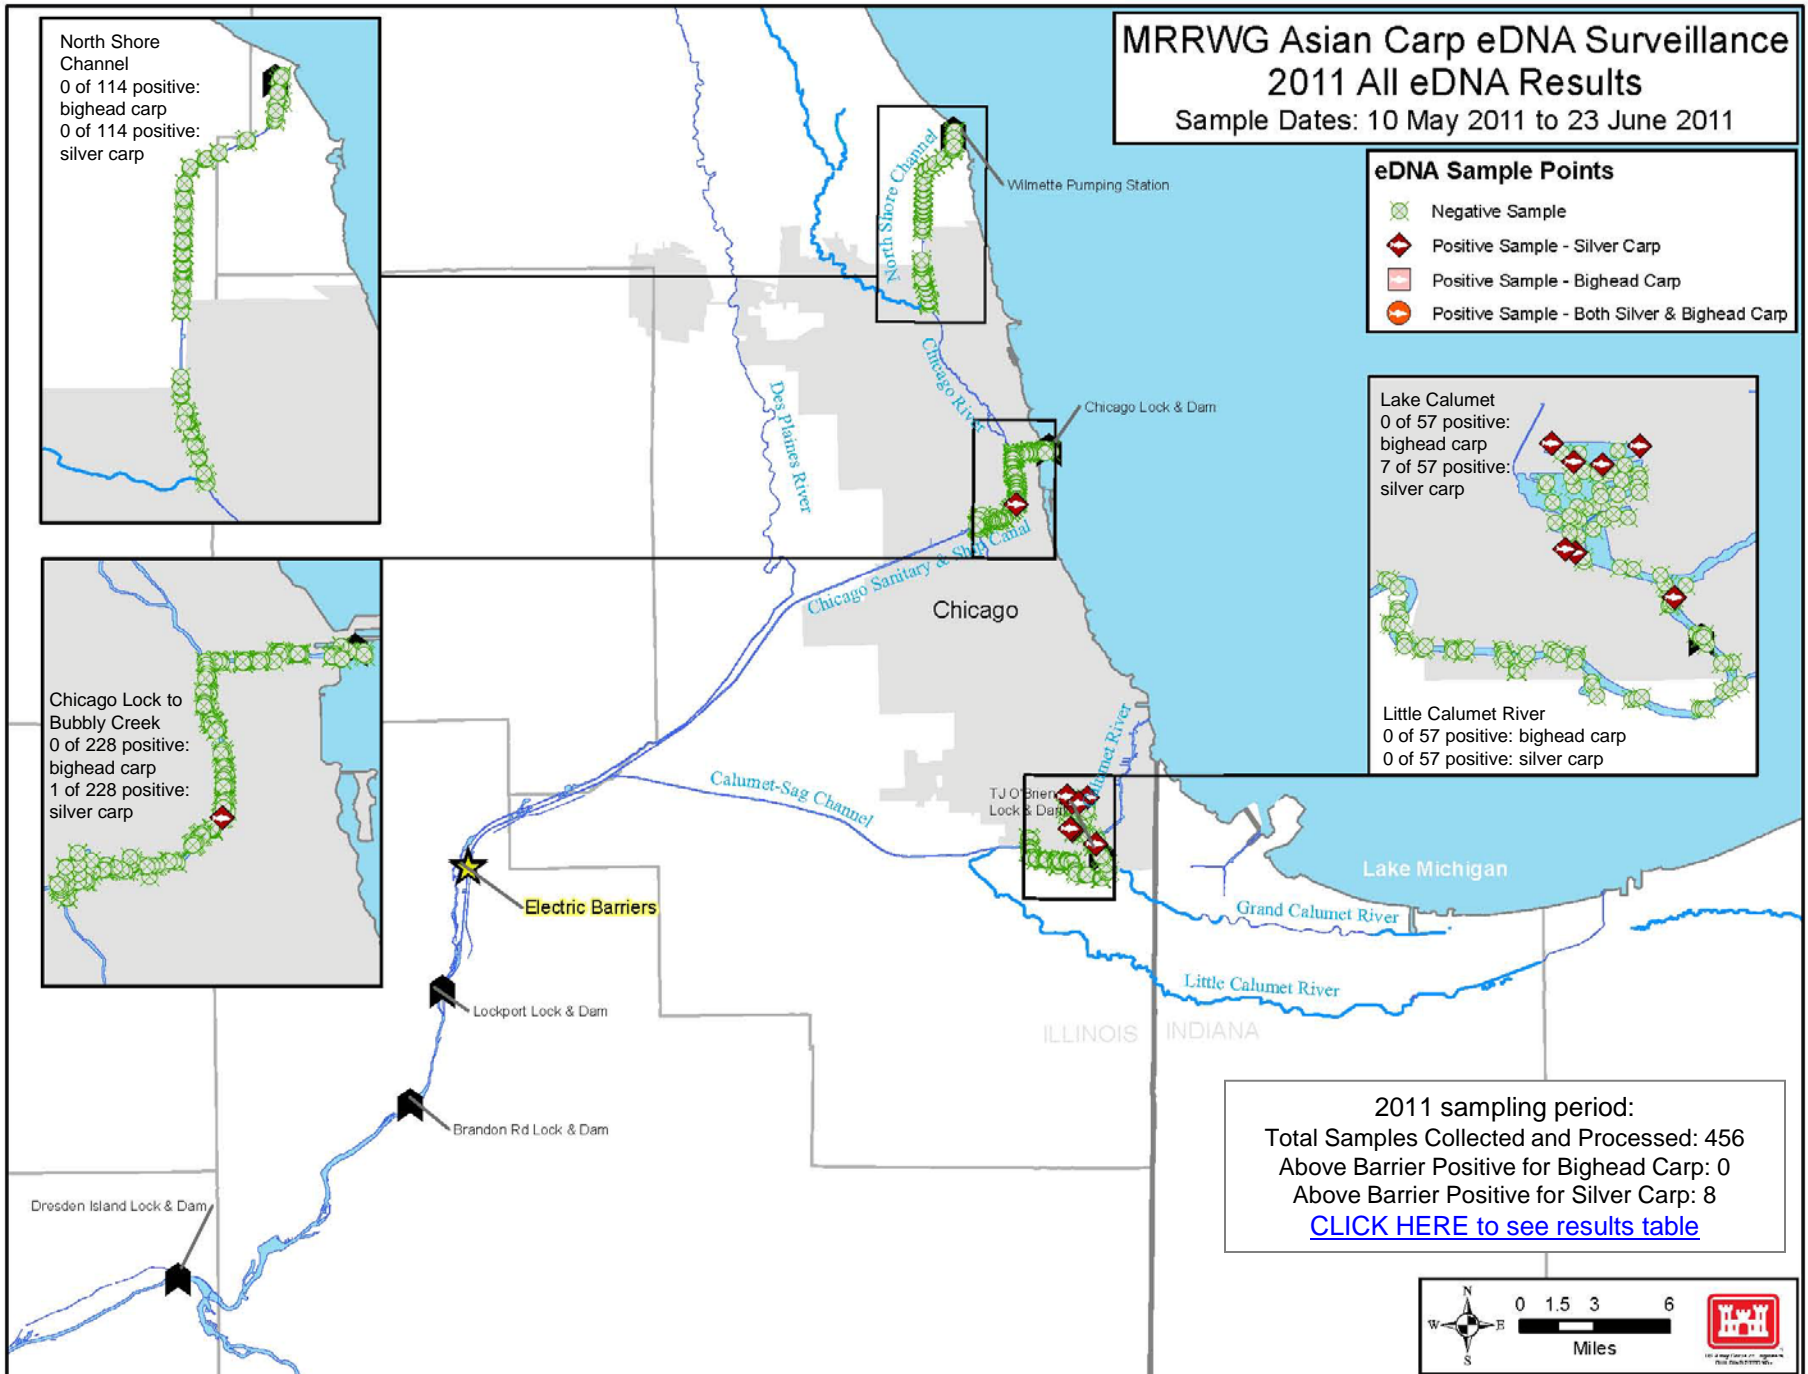 MRRWG Asian Carp eDNA Surveillance
2011 All eDNA Results
Sample Dates: 10 May 2011 to 23 June 2011
eDNA Sample Points
Negative Sample
Positive Sample - Silver Carp
Positive Sample - Bighead Carp
Positive Sample - Both Silver & Bighead Carp
North Shore
Channel
0 of 114 positive:
bighead carp
0 of 114 positive:
silver carp
North Shore Channel
Wilmette Pumping Station
Chicago River
Des Plaines River
Chicago Lock & Dam
Chicago Sanitary & Ship Canal
Chicago
Lake Calumet
0 of 57 positive:
bighead carp
7 of 57 positive:
silver carp
Little Calumet River
0 of 57 positive: bighead carp
0 of 57 positive: silver carp
Chicago Lock to
Bubbly Creek
0 of 228 positive:
bighead carp
1 of 228 positive:
silver carp
Calumet River
Calumet-Sag Channel
TJ O'Brien
Lock & Dam
Lake Michigan
Electric Barriers
Grand Calumet River
Little Calumet River
Lockport Lock & Dam
ILLINOIS INDIANA
Brandon Rd Lock & Dam
Dresden Island Lock & Dam
2011 sampling period:
Total Samples Collected and Processed: 456
Above Barrier Positive for Bighead Carp: 0
Above Barrier Positive for Silver Carp: 8
CLICK HERE to see results table
N
W E
S
0 1.5 3 6
Miles